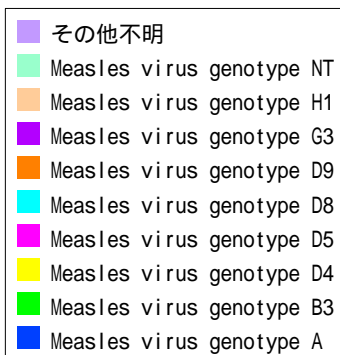 その他不明
Measles virus genotype NT
Measles virus genotype H1
Measles virus genotype G3
Measles virus genotype D9
Measles virus genotype D8
Measles virus genotype D5
Measles virus genotype D4
Measles virus genotype B3
Measles virus genotype A